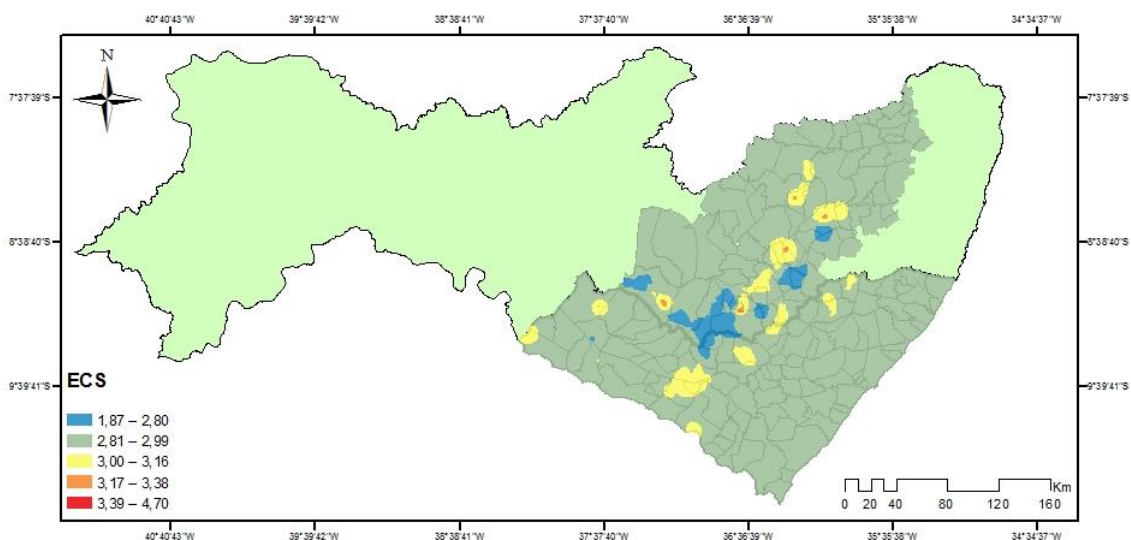 40°40'43"W 39°39'42"W 38°38'41"W 37°37'40"W 36°36'39"W 35°35'38"W 34°34'37"W
N
7°37'39"S 7°37'39"S
8°38'40"S 8°38'40"S
9°39'41"S 9°39'41"S
ECS
1,87 – 2,80
2,81 – 2,99
3,00 – 3,16
3,17 – 3,38
3,39 – 4,70
Km
0 20 40 80 120 160
40°40'43"W 39°39'42"W 38°38'41"W 37°37'40"W 36°36'39"W 35°35'38"W 34°34'37"W